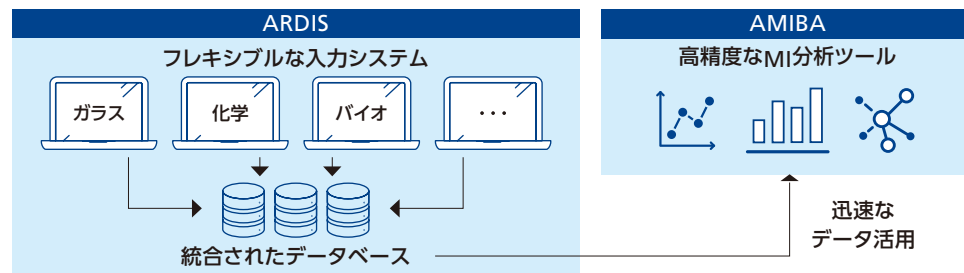 ARDIS
フレキシブルな入力システム
ガラス
化学
バイオ
・・・
統合されたデータベース
AMIBA
高精度なMI分析ツール
迅速な
データ活用